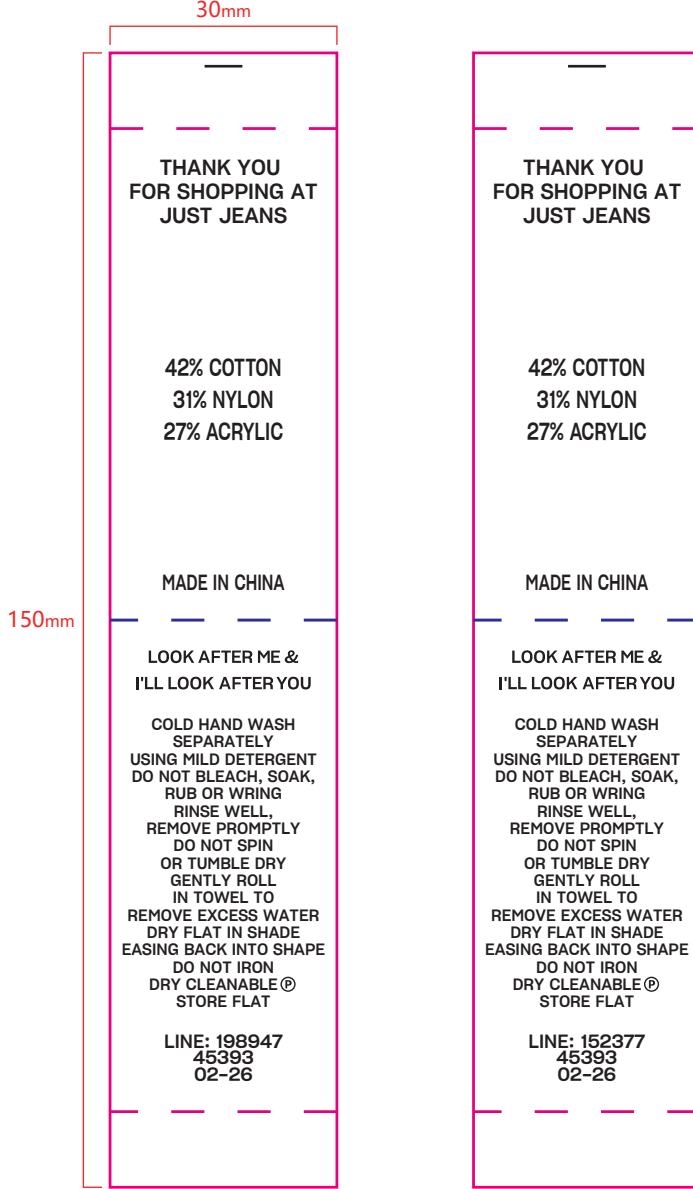 30mm
150mm
THANK YOU
FOR SHOPPING AT
JUST JEANS
42% COTTON
31% NYLON
27% ACRYLIC
MADE IN CHINA
LOOK AFTER ME &
I'LL LOOK AFTER YOU
COLD HAND WASH
SEPARATELY
USING MILD DETERGENT
DO NOT BLEACH, SOAK,
RUB OR WRING
RINSE WELL,
REMOVE PROMPTLY
DO NOT SPIN
OR TUMBLE DRY
GENTLY ROLL
IN TOWEL TO
REMOVE EXCESS WATER
DRY FLAT IN SHADE
EASING BACK INTO SHAPE
DO NOT IRON
DRY CLEANABLE Ⓟ
STORE FLAT
LINE: 198947
45393
02-26
THANK YOU
FOR SHOPPING AT
JUST JEANS
42% COTTON
31% NYLON
27% ACRYLIC
MADE IN CHINA
LOOK AFTER ME &
I'LL LOOK AFTER YOU
COLD HAND WASH
SEPARATELY
USING MILD DETERGENT
DO NOT BLEACH, SOAK,
RUB OR WRING
RINSE WELL,
REMOVE PROMPTLY
DO NOT SPIN
OR TUMBLE DRY
GENTLY ROLL
IN TOWEL TO
REMOVE EXCESS WATER
DRY FLAT IN SHADE
EASING BACK INTO SHAPE
DO NOT IRON
DRY CLEANABLE Ⓟ
STORE FLAT
LINE: 152377
45393
02-26